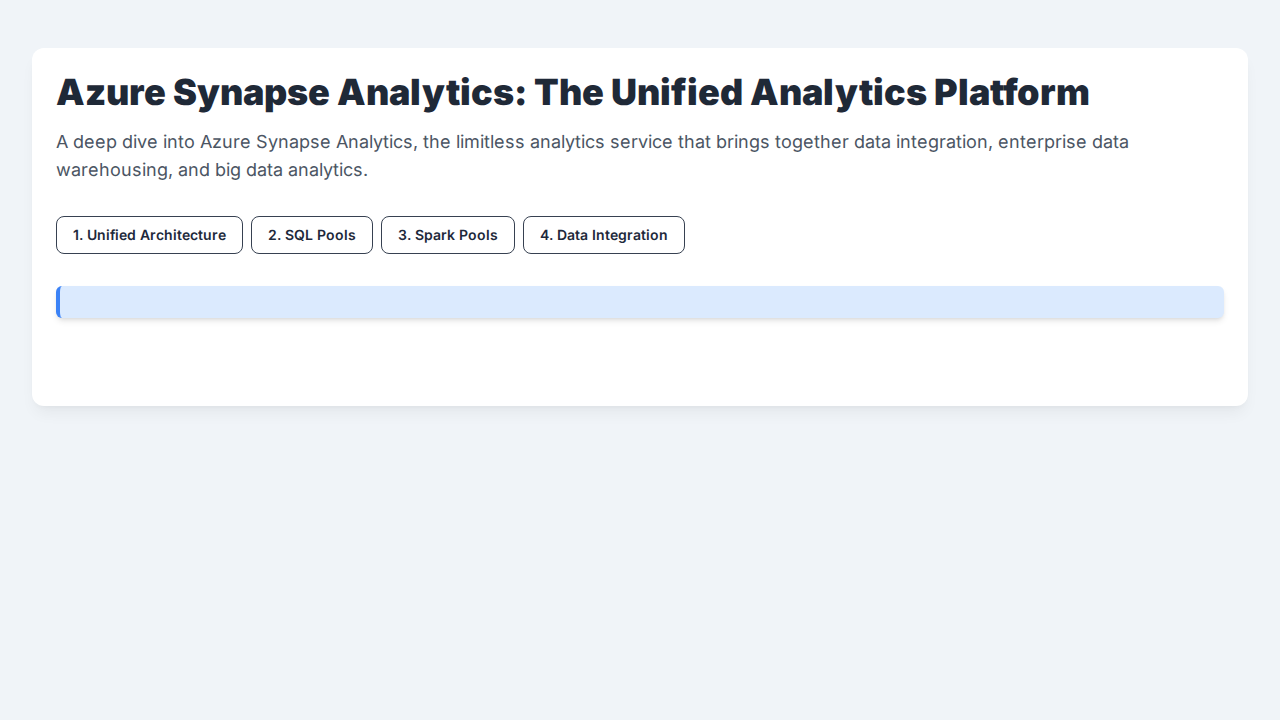 Azure Synapse Analytics: The Unified Analytics Platform
A deep dive into Azure Synapse Analytics, the limitless analytics service that brings together data integration, enterprise data
warehousing, and big data analytics.
1. Unified Architecture
2. SQL Pools
3. Spark Pools
4. Data Integration